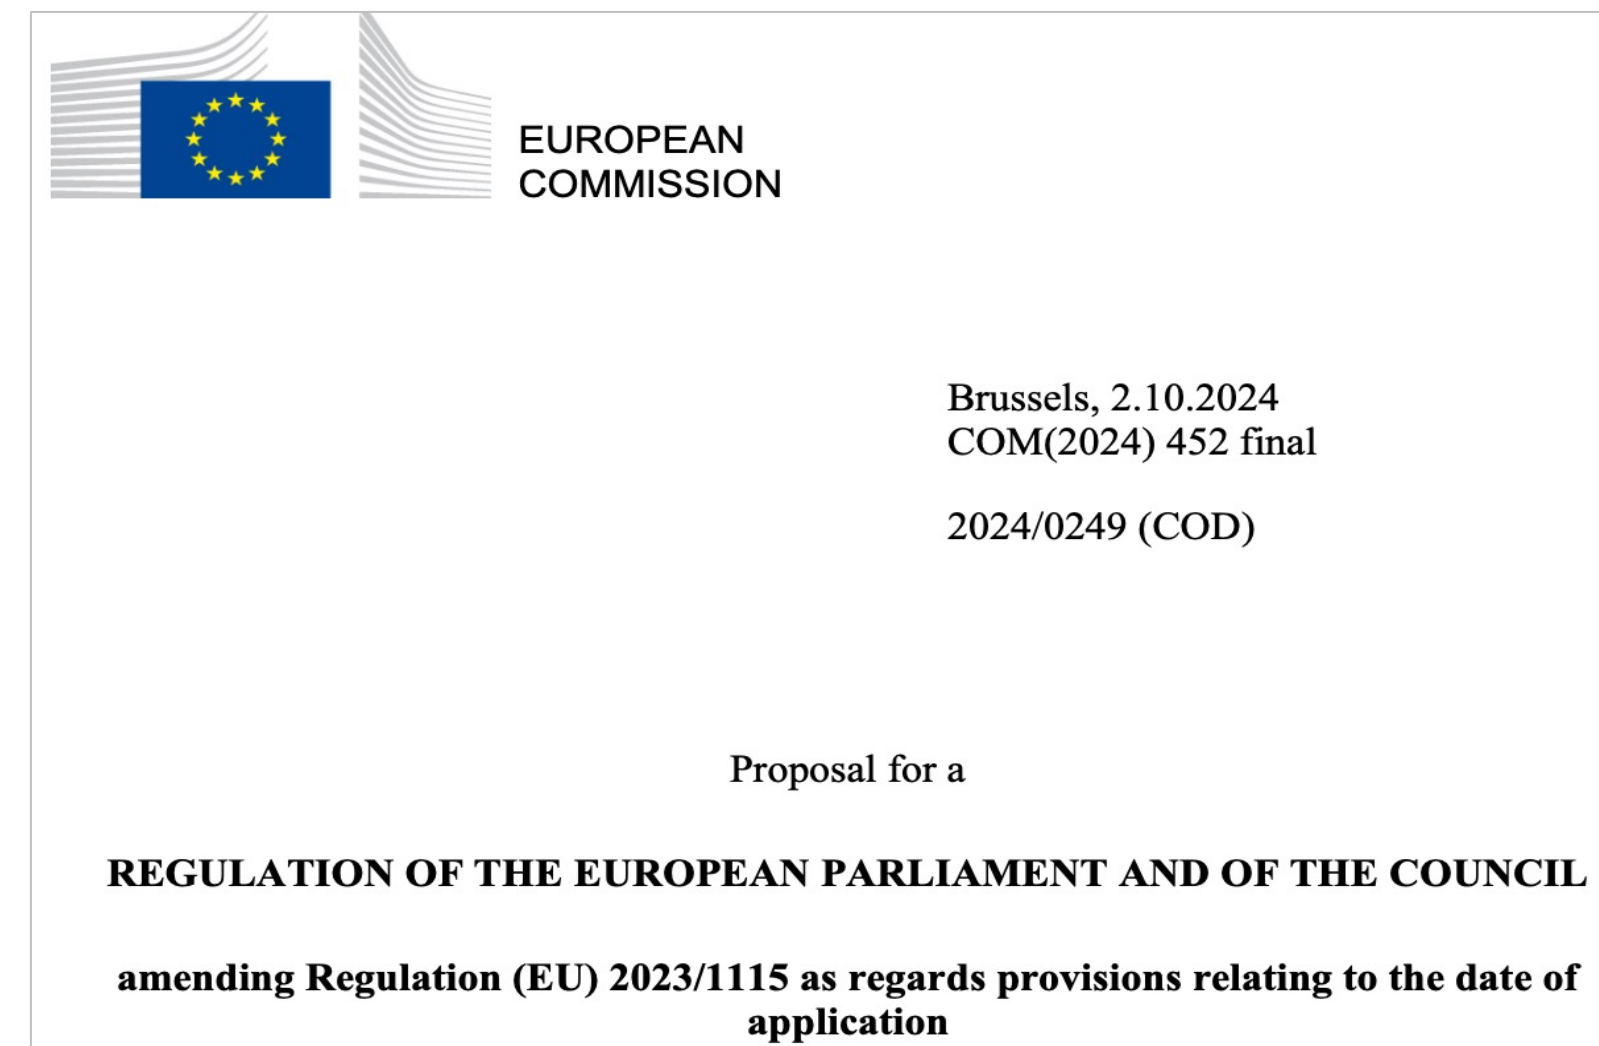 EUROPEAN
COMMISSION
Brussels, 2.10.2024
COM(2024) 452 final
2024/0249 (COD)
Proposal for a
REGULATION OF THE EUROPEAN PARLIAMENT AND OF THE COUNCIL
amending Regulation (EU) 2023/1115 as regards provisions relating to the date of
application